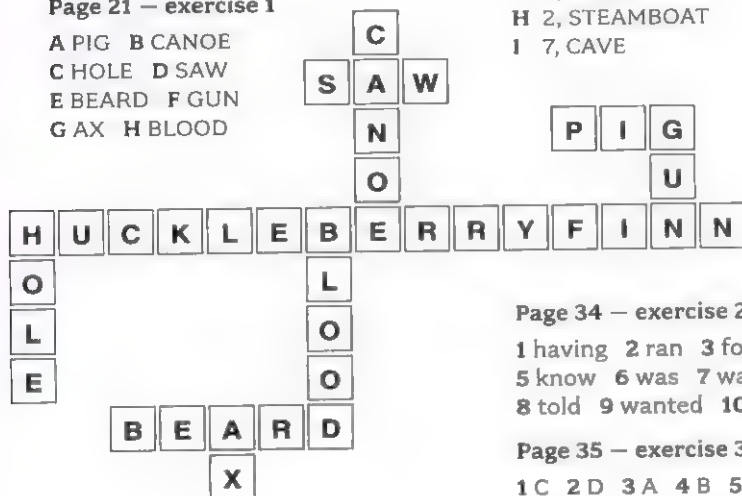 Page 21 — exercise 1
A PIG B CANOE
C HOLE D SAW
E BEARD F GUN
G AX H BLOOD
H 2, STEAMBOAT
I 7, CAVE
C
S A W
N
P I G
O
U
H U C K L E B E R R Y F I N N
O
L
L
O
E
O
B E A R D
X
Page 34 — exercise 2
1 having 2 ran 3 fo
5 know 6 was 7 wa
8 told 9 wanted 10
Page 35 — exercise 3
1 C 2 D 3 A 4 B 5